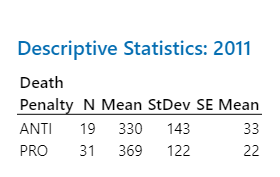 Descriptive Statistics: 2011
Death
Penalty N Mean StDev SE Mean
ANTI 19 330 143 33
PRO 31 369 122 22